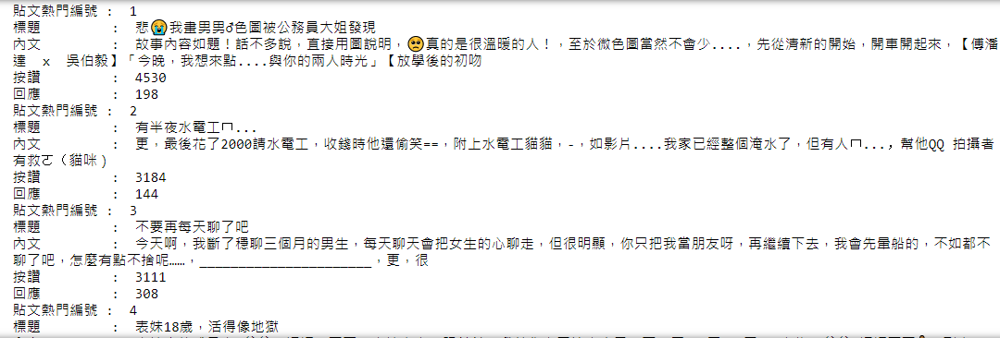 貼文熱門編號 :  1
標題        :  悲😭我畫男男♂色圖被公務員大姐發現
內文        :  故事內容如題！話不多說，直接用圖說明，🥺真的是很溫暖的人！，至於微色圖當然不會少....，先從清新的開始，開車開起來，【傅潘
達  x  吳伯毅】「今晚，我想來點....與你的兩人時光」【放學後的初吻
按讚        :  4530
回應        :  198
貼文熱門編號 :  2
標題        :  有半夜水電工ㄇ...
內文        :  更，最後花了2000請水電工，收錢時他還偷笑==，附上水電工貓貓，-，如影片....我家已經整個淹水了，但有人ㄇ...，幫他QQ 拍攝者
有救ㄛ（貓咪）
按讚        :  3184
回應        :  144
貼文熱門編號 :  3
標題        :  不要再每天聊了吧
內文        :  今天啊，我斷了穩聊三個月的男生，每天聊天會把女生的心聊走，但很明顯，你只把我當朋友呀，再繼續下去，我會先暈船的，不如都不
聊了吧，怎麼有點不捨呢……，______________________，更，很
按讚        :  3111
回應        :  308
貼文熱門編號 :  4
標題        :  表妹18歲，活得像地獄